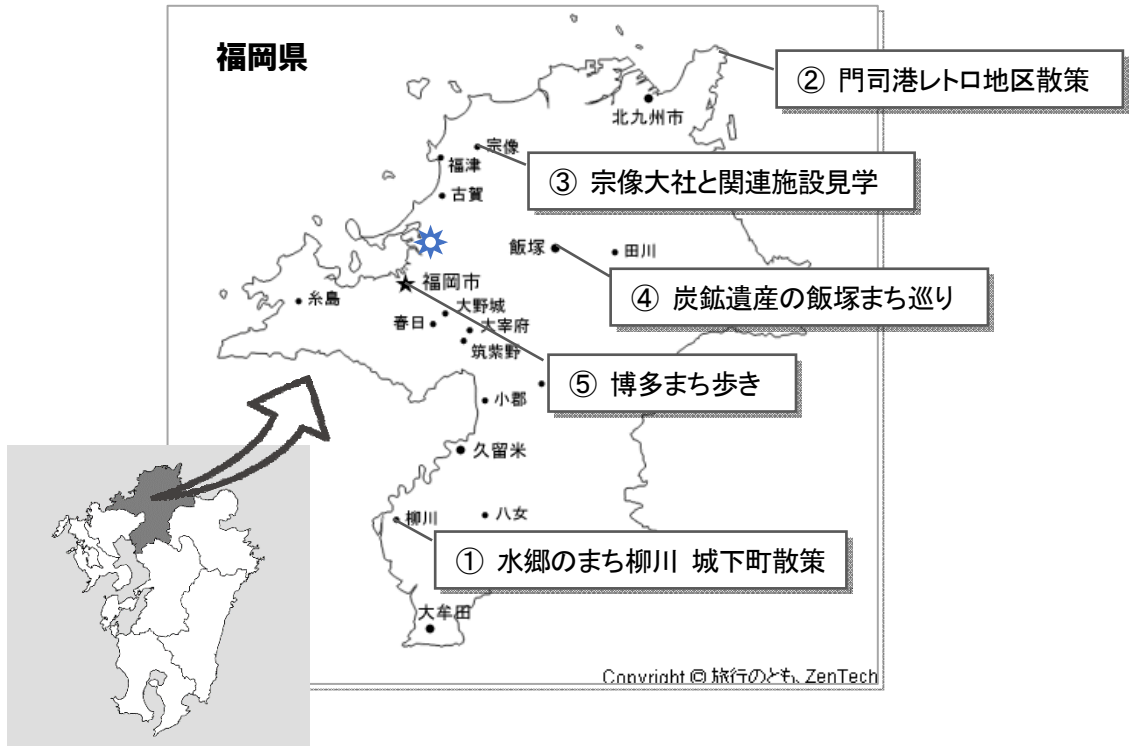 福岡県
② 門司港レトロ地区散策
北九州市
宗像
福津
③ 宗像大社と関連施設見学
古賀
飯塚
田川
福岡市
④ 炭鉱遺産の飯塚まち巡り
糸島
大野城
春日
太宰府
筑紫野
⑤ 博多まち歩き
小郡
久留米
柳川
八女
① 水郷のまち柳川 城下町散策
大牟田
Copyright © 旅行のとも、ZenTech